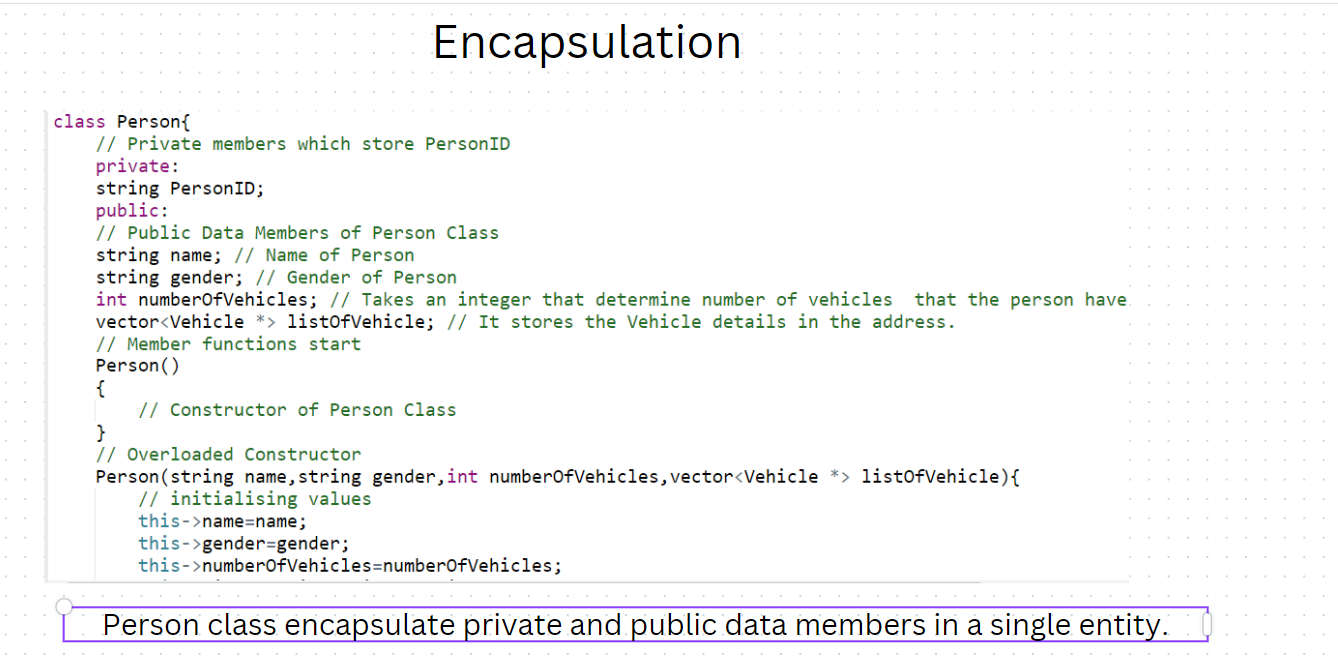 Encapsulation
class Person{
// Private members which store PersonID
private:
string PersonID;
public:
// Public Data Members of Person Class
string name; // Name of Person
string gender; // Gender of Person
int numberOfVehicles; // Takes an integer that determine number of vehicles  that the person have
vector<Vehicle *> listOfVehicle; // It stores the Vehicle details in the address.
// Member functions start
Person()
{
// Constructor of Person Class
}
// Overloaded Constructor
Person(string name,string gender,int numberOfVehicles,vector<Vehicle *> listOfVehicle){
// initialising values
this->name=name;
this->gender=gender;
this->numberOfVehicles=numberOfVehicles;
Person class encapsulate private and public data members in a single entity.